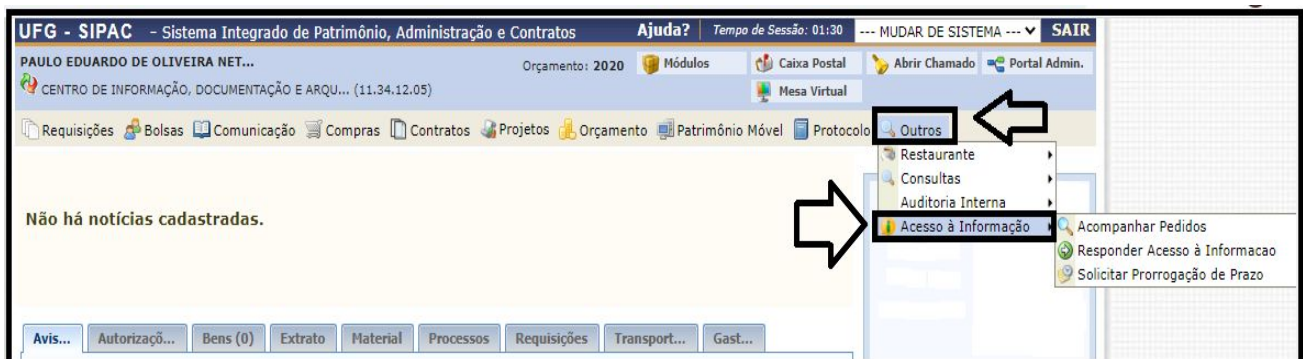 UFG - SIPAC - Sistema Integrado de Patrimônio, Administração e Contratos Ajuda? Tempo de Sessão: 01:30 --- MUDAR DE SISTEMA --- SAIR
PAULO EDUARDO DE OLIVEIRA NET... Orçamento: 2020 Módulos Caixa Postal Abrir Chamado Portal Admin.
CENTRO DE INFORMAÇÃO, DOCUMENTAÇÃO E ARQU... (11.34.12.05) Mesa Virtual
Requisições Bolsas Comunicação Compras Contratos Projetos Orçamento Patrimônio Móvel Protocolo Outros
Restaurante
Consultas
Auditoria Interna
Não há notícias cadastradas.
Acesso à Informação Acompanhar Pedidos
Responder Acesso à Informacao
Solicitar Prorrogação de Prazo
Avis... Autorizaçõ... Bens (0) Extrato Material Processos Requisições Transport... Gast...